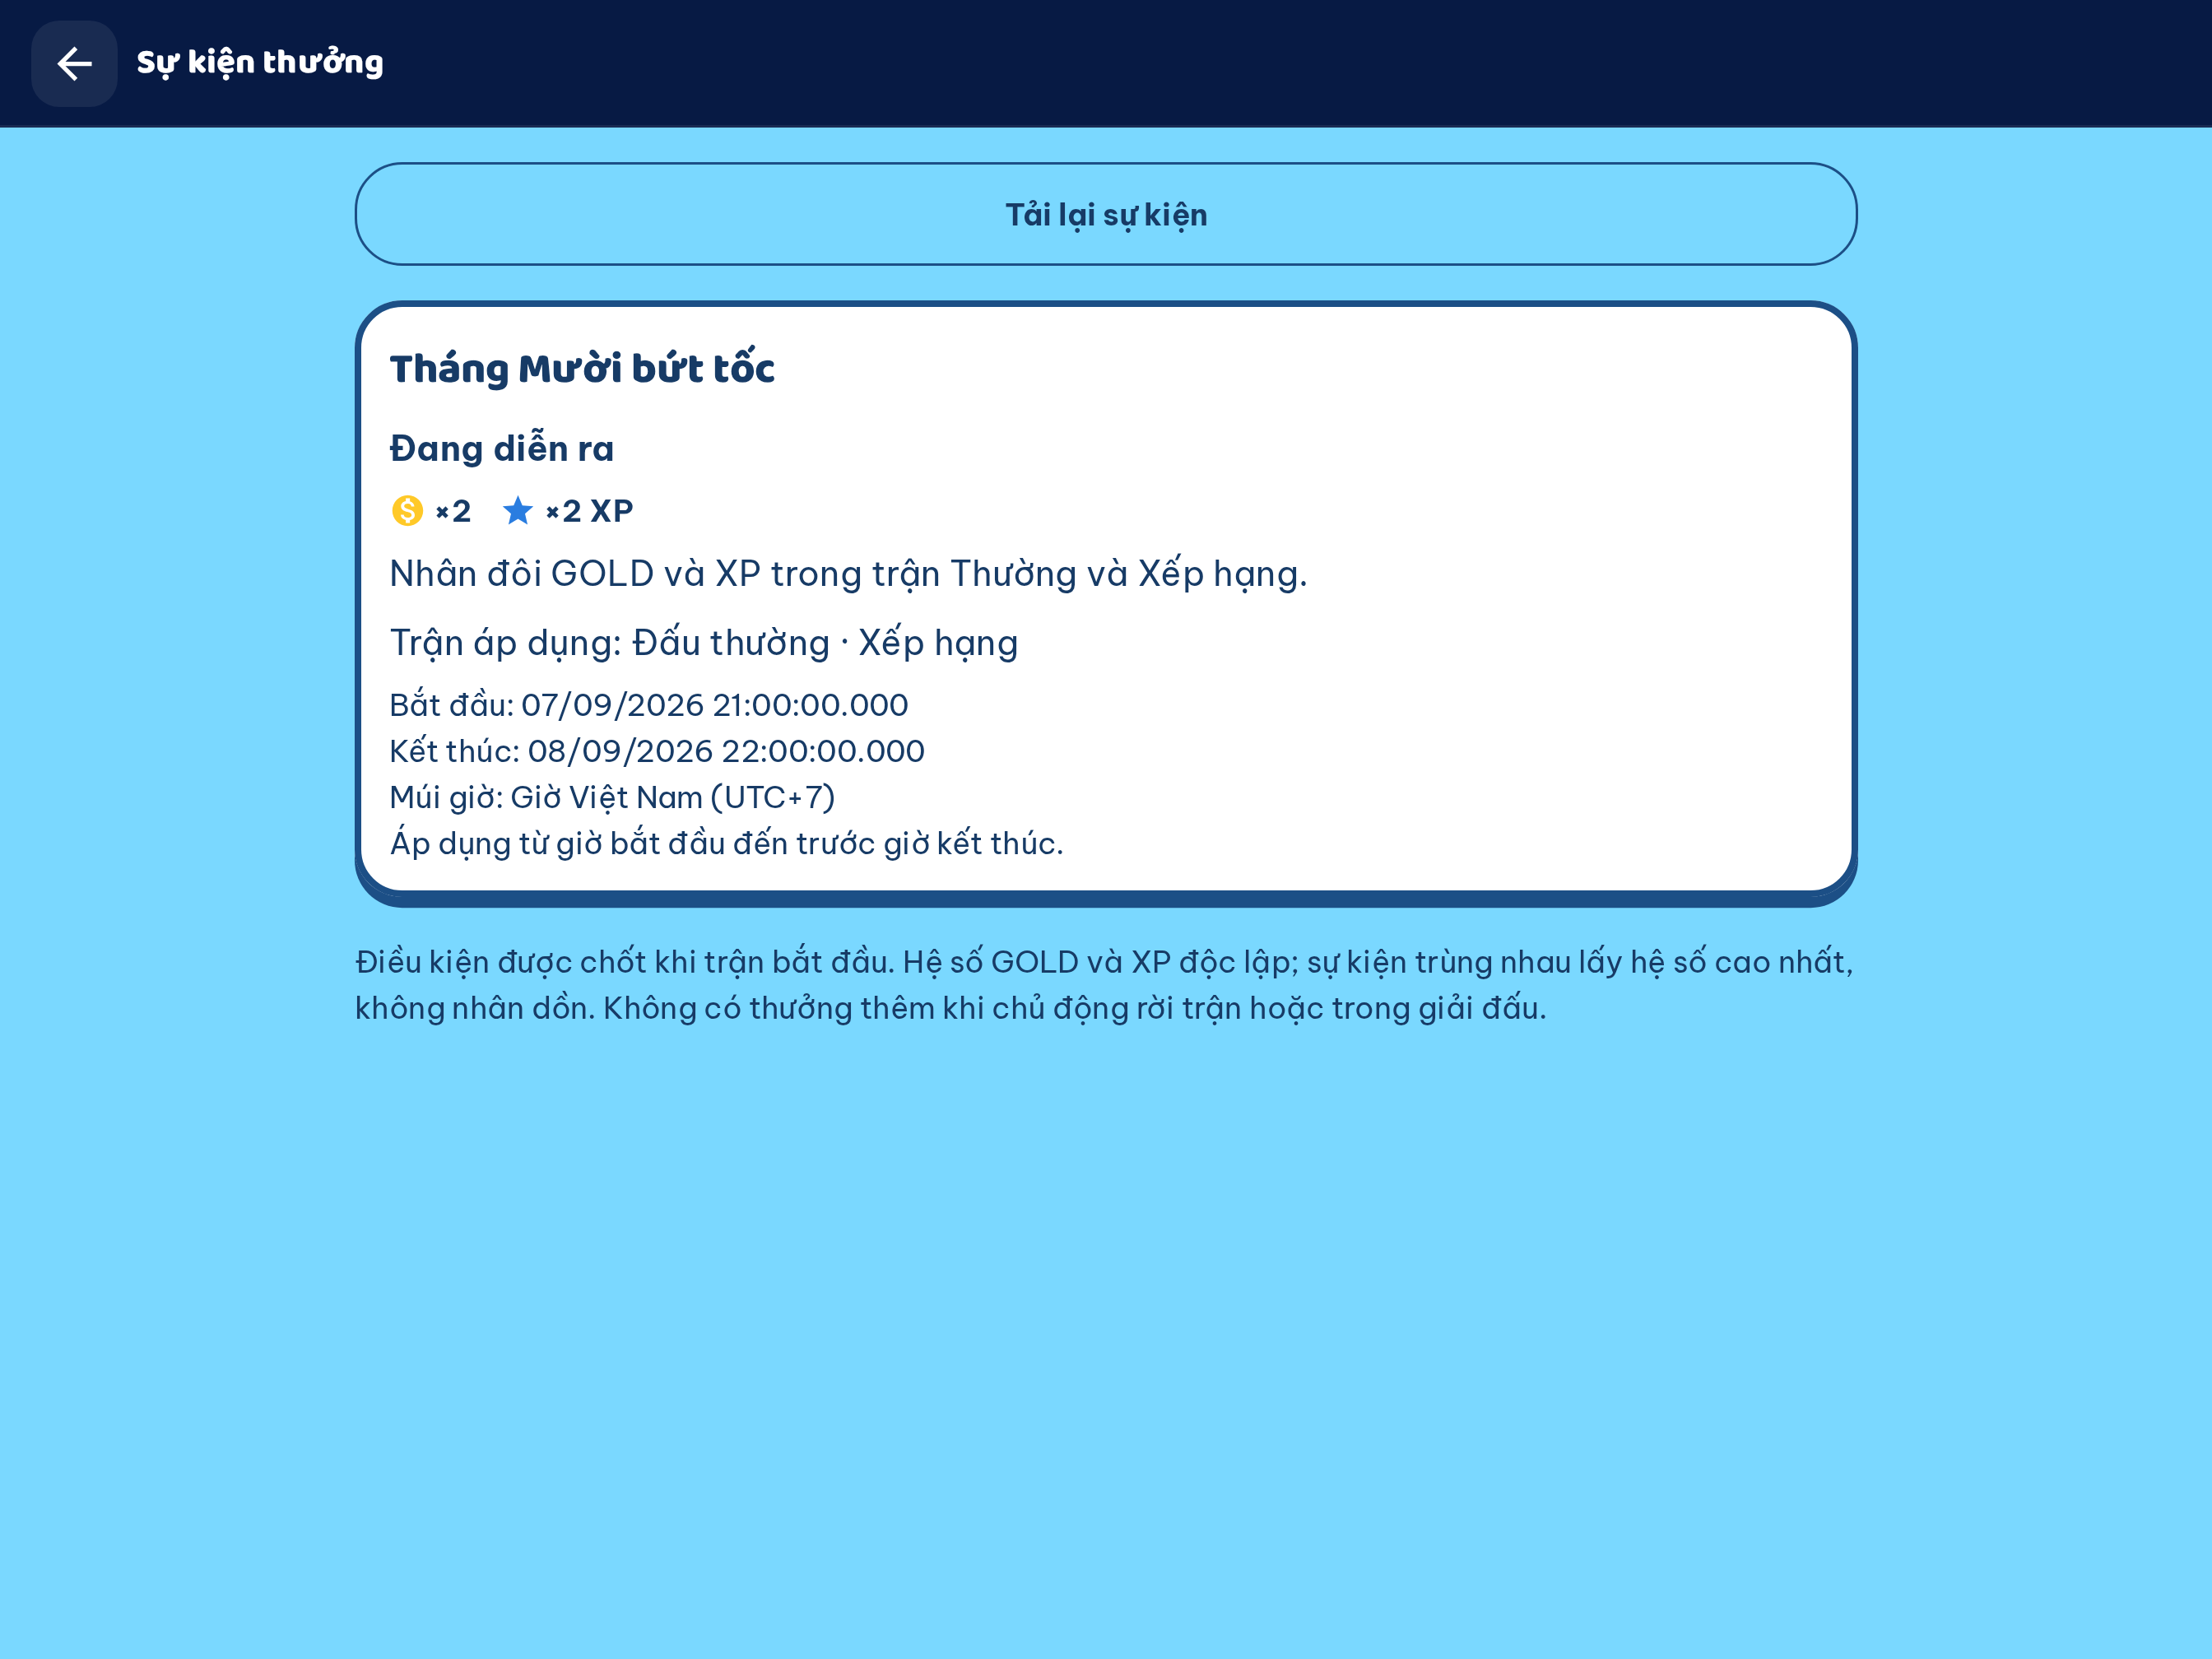 Sự kiện thưởng
Tải lại sự kiện
Tháng Mười bứt tốc
Đang diễn ra
×2 ×2 XP
Nhân đôi GOLD và XP trong trận Thường và Xếp hạng.
Trận áp dụng: Đấu thường · Xếp hạng
Bắt đầu: 07/09/2026 21:00:00.000
Kết thúc: 08/09/2026 22:00:00.000
Múi giờ: Giờ Việt Nam (UTC+7)
Áp dụng từ giờ bắt đầu đến trước giờ kết thúc.
Điều kiện được chốt khi trận bắt đầu. Hệ số GOLD và XP độc lập; sự kiện trùng nhau lấy hệ số cao nhất,
không nhân dồn. Không có thưởng thêm khi chủ động rời trận hoặc trong giải đấu.